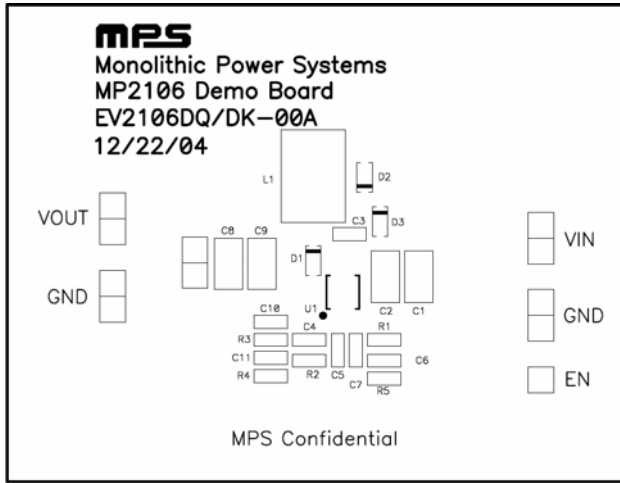 MPS
Monolithic Power Systems
MP2106 Demo Board
EV2106DQ/DK-00A
12/22/04
L1
D2
D3
C3
VOUT
C8
C9
D1
VIN
GND
U1
C2
C1
GND
C10
C4
R3
R1
C11
R2
C5
C6
R4
C7
R5
EN
MPS Confidential